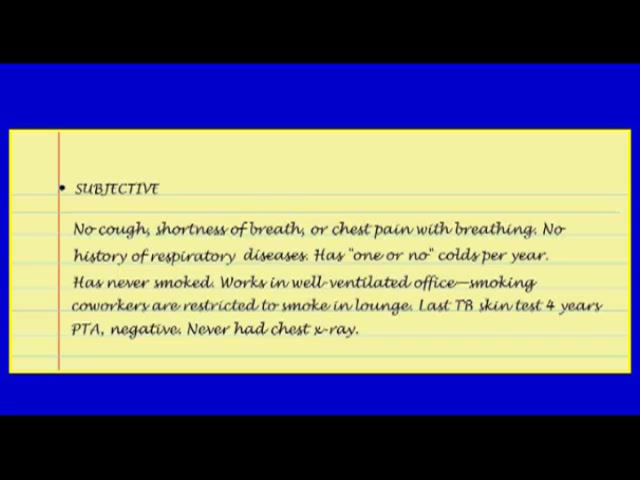 • SUBJECTIVE
No cough, shortness of breath, or chest pain with breathing. No
history of respiratory diseases. Has "one or no" colds per year.
Has never smoked. Works in well-ventilated office—smoking
coworkers are restricted to smoke in lounge. Last TB skin test 4 years
PTA, negative. Never had chest x-ray.